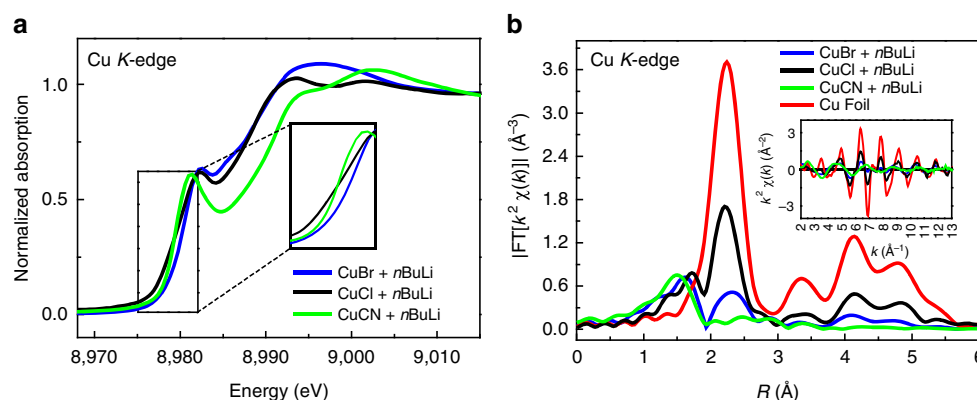 a
Cu K-edge
Normalized absorption
1.0
0.5
0.0
CuBr + nBuLi
CuCl + nBuLi
CuCN + nBuLi
8,970
8,980
8,990
9,000
9,010
Energy (eV)
b
Cu K-edge
|FT[k² χ(k)]| (Å⁻³)
3.6
3.0
2.4
1.8
1.2
0.6
0.0
CuBr + nBuLi
CuCl + nBuLi
CuCN + nBuLi
Cu Foil
k² χ(k) (Å⁻²)
3
0
−3
2
3
4
5
6
7
8
9
10
11
12
13
k (Å⁻¹)
0
1
2
3
4
5
6
R (Å)